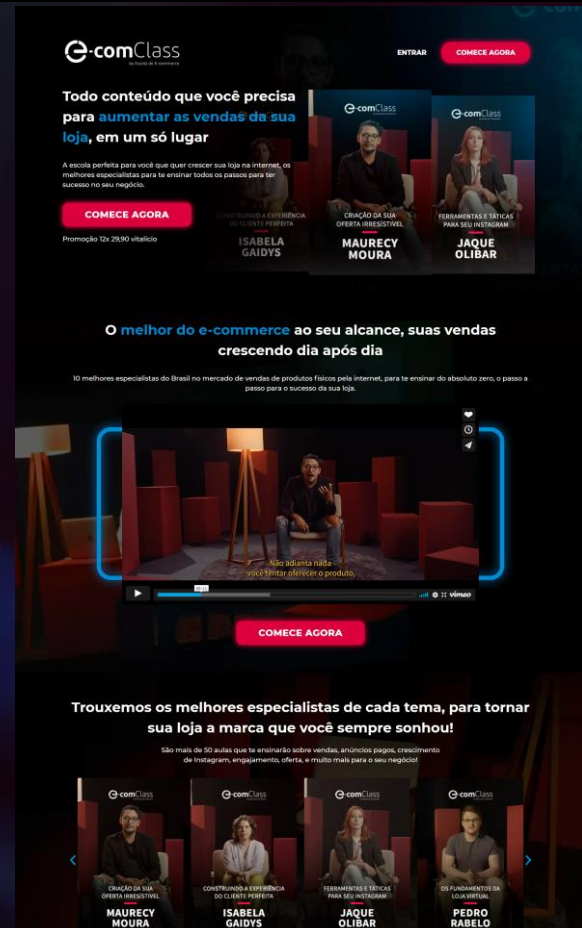 e-comClass
by Escola de E-commerce
ENTRAR
COMECE AGORA
Todo conteúdo que você precisa
para aumentar as vendas da sua
loja, em um só lugar
A escola perfeita para você que quer crescer sua loja na internet, os
melhores especialistas para te ensinar todos os passos para ter
sucesso no seu negócio.
COMECE AGORA
Promoção 12x 29,90 vitalício
e-comClass
CONSTRUINDO A EXPERIÊNCIA
DO CLIENTE PERFEITA
ISABELA
GAIDYS
e-comClass
CRIAÇÃO DA SUA
OFERTA IRRESISTÍVEL
MAURECY
MOURA
e-comClass
FERRAMENTAS E TÁTICAS
PARA SEU INSTAGRAM
JAQUE
OLIBAR
O melhor do e-commerce ao seu alcance, suas vendas
crescendo dia após dia
10 melhores especialistas do Brasil no mercado de vendas de produtos físicos pela internet, para te ensinar do absoluto zero, o passo a
passo para o sucesso da sua loja.
Não adianta nada
você tentar oferecer o produto,
vimeo
COMECE AGORA
Trouxemos os melhores especialistas de cada tema, para tornar
sua loja a marca que você sempre sonhou!
São mais de 50 aulas que te ensinarão sobre vendas, anúncios pagos, crescimento
de Instagram, engajamento, oferta, e muito mais para o seu negócio!
e-comClass
CRIAÇÃO DA SUA
OFERTA IRRESISTÍVEL
MAURECY
MOURA
e-comClass
CONSTRUINDO A EXPERIÊNCIA
DO CLIENTE PERFEITA
ISABELA
GAIDYS
e-comClass
FERRAMENTAS E TÁTICAS
PARA SEU INSTAGRAM
JAQUE
OLIBAR
e-comClass
OS FUNDAMENTOS DA
LOJA VIRTUAL
PEDRO
RABELO